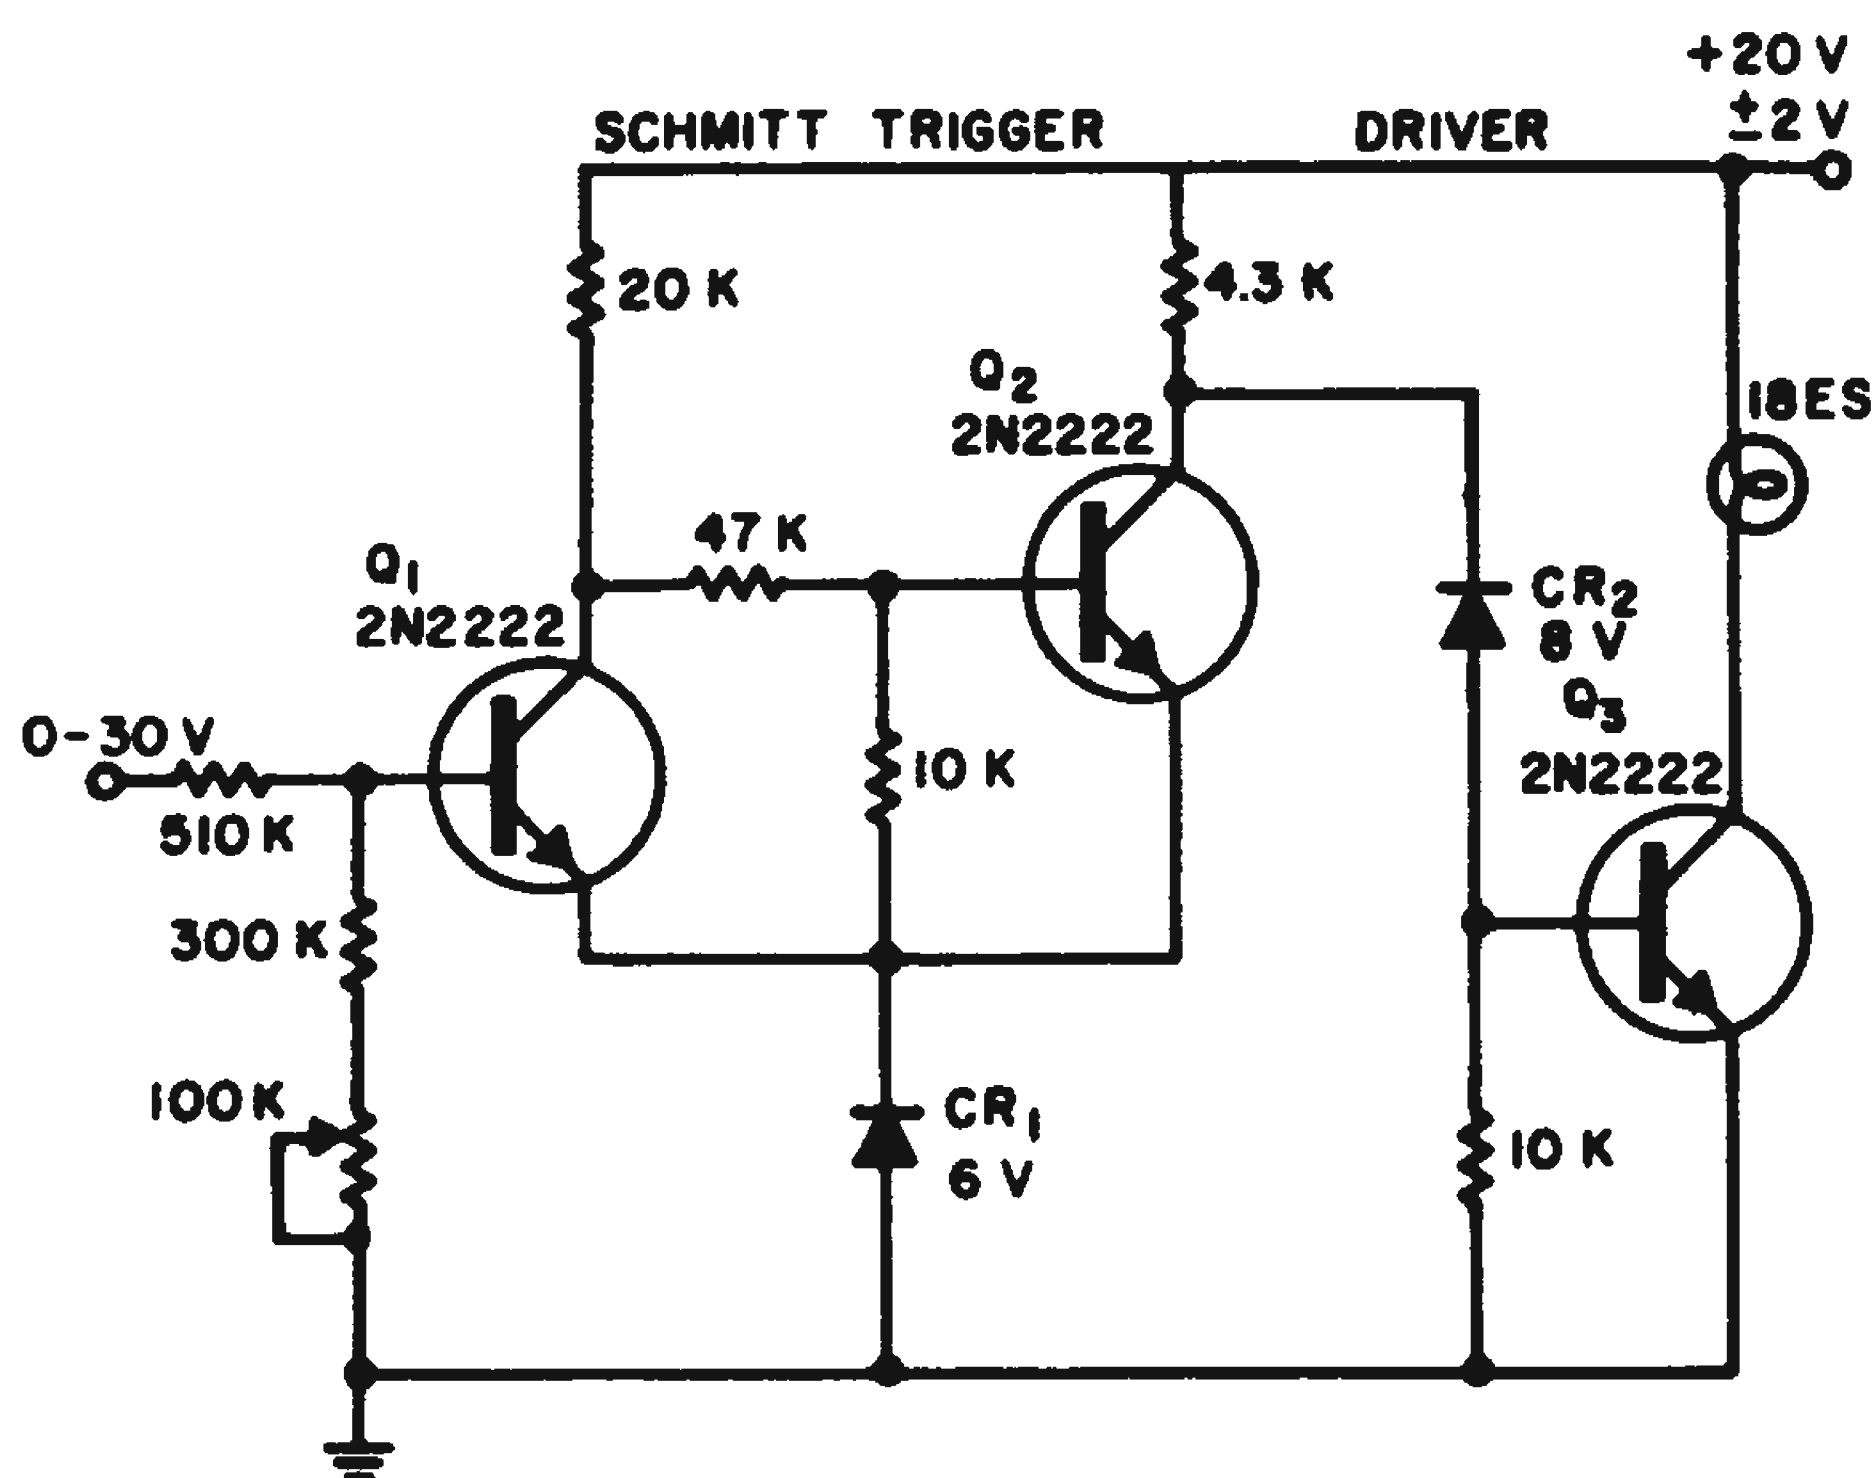 +20 V
± 2 V
SCHMITT TRIGGER
DRIVER
20 K
4.3 K
Q2
2N2222
18ES
47 K
Q1
2N2222
CR2
8 V
Q3
2N2222
0-30 V
510 K
10 K
300 K
100K
CR1
6 V
10 K